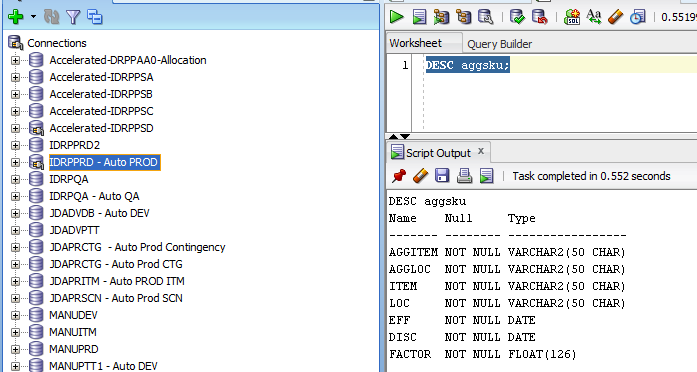 Connections
Accelerated-DRPPAA0-Allocation
Accelerated-IDRPPSA
Accelerated-IDRPPSB
Accelerated-IDRPPSC
Accelerated-IDRPPSD
IDRPPRD2
IDRPPRD - Auto PROD
IDRPQA
IDRPQA - Auto QA
JDADVDB - Auto DEV
JDADVPTT
JDAPRCTG  - Auto Prod Contingency
JDAPRCTG - Auto Prod CTG
JDAPRITM - Auto PROD ITM
JDAPRSCN - Auto Prod SCN
MANUDEV
MANUITM
MANUPRD
MANUPTT1 - Auto DEV
SQL Aa 0.5519
Worksheet Query Builder
1 DESC aggsku;
Script Output x
Task completed in 0.552 seconds
DESC aggsku
Name    Null     Type
------- -------- -----------------
AGGITEM NOT NULL VARCHAR2(50 CHAR)
AGGLOC  NOT NULL VARCHAR2(50 CHAR)
ITEM    NOT NULL VARCHAR2(50 CHAR)
LOC     NOT NULL VARCHAR2(50 CHAR)
EFF     NOT NULL DATE
DISC    NOT NULL DATE
FACTOR  NOT NULL FLOAT(126)